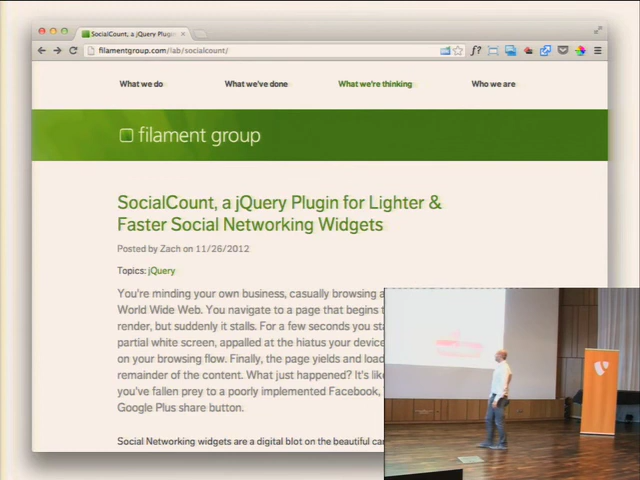 SocialCount, a jQuery Plugin
filamentgroup.com/lab/socialcount/
What we do
What we've done
What we're thinking
Who we are
filament group
SocialCount, a jQuery Plugin for Lighter &
Faster Social Networking Widgets
Posted by Zach on 11/26/2012
Topics: jQuery
You're minding your own business, casually browsing a
World Wide Web. You navigate to a page that begins t
render, but suddenly it stalls. For a few seconds you sta
partial white screen, appalled at the hiatus your device
on your browsing flow. Finally, the page yields and load
remainder of the content. What just happened? It's lik
you've fallen prey to a poorly implemented Facebook,
Google Plus share button.
Social Networking widgets are a digital blot on the beautiful ca